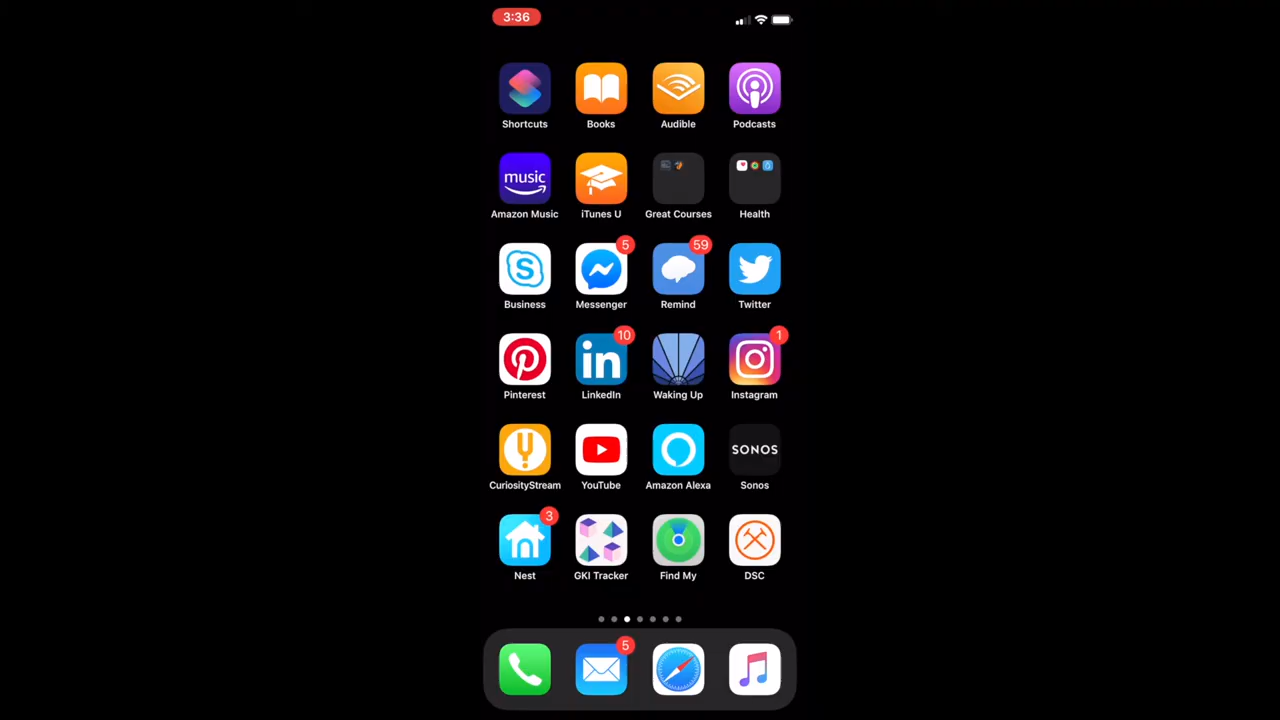 3:36
Shortcuts Books Audible Podcasts
music
Amazon Music iTunes U Great Courses Health
5 59
Business Messenger Remind Twitter
10 1
in
Pinterest LinkedIn Waking Up Instagram
SONOS
CuriosityStream YouTube Amazon Alexa Sonos
3
Nest GKI Tracker Find My DSC
5